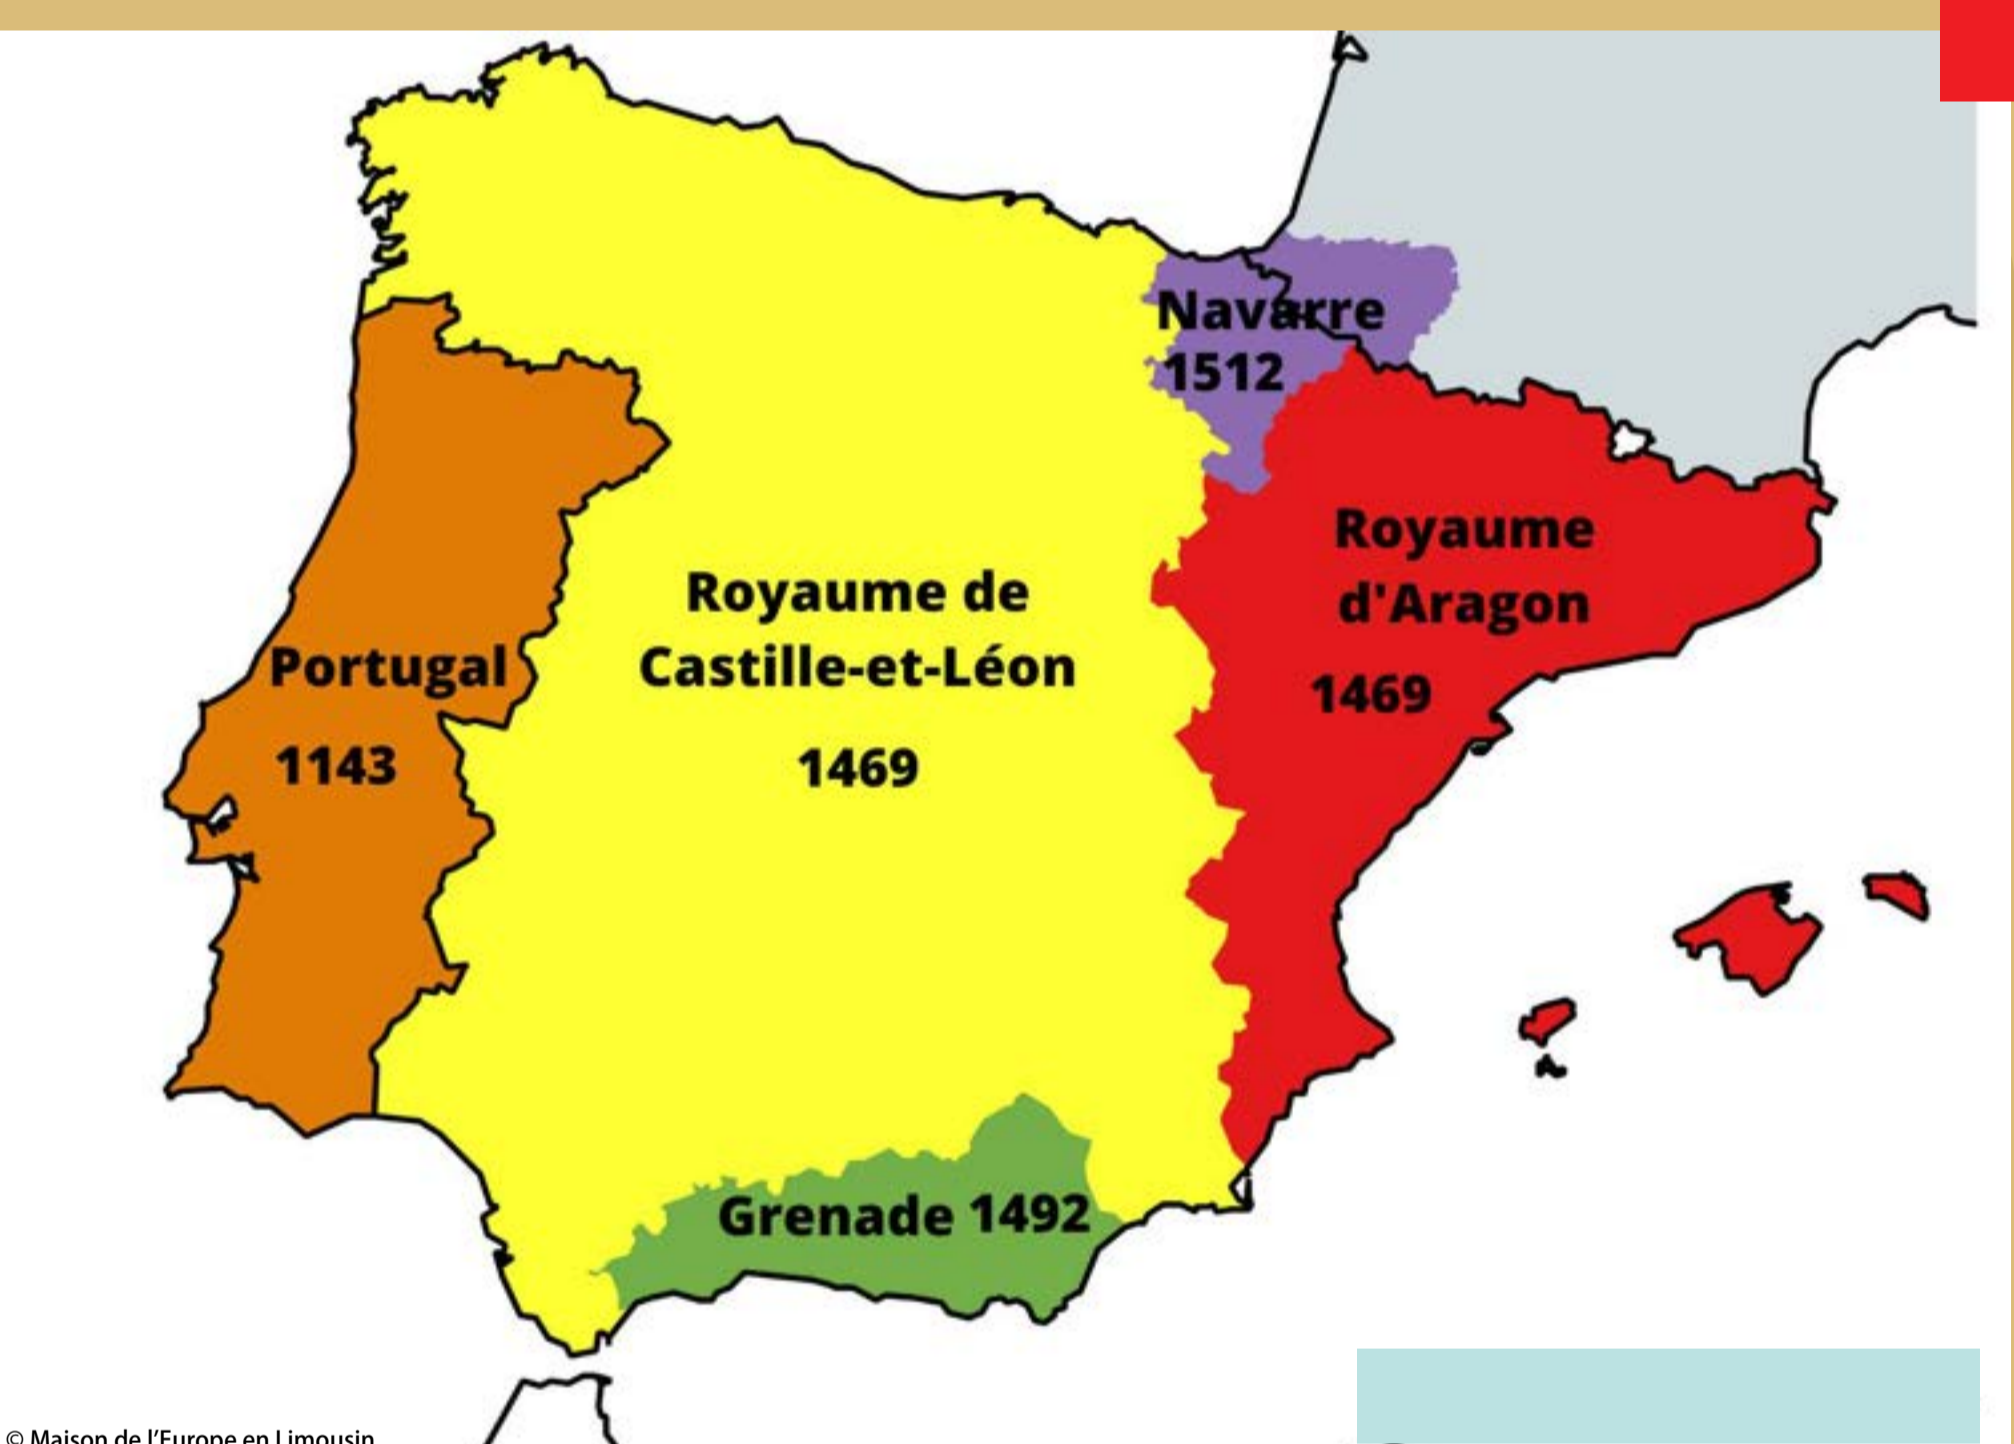 Navarre
1512
Royaume
d'Aragon
1469
Royaume de
Castille-et-Léon
1469
Portugal
1143
Grenade 1492
© Maison de l'Europe en Limousin